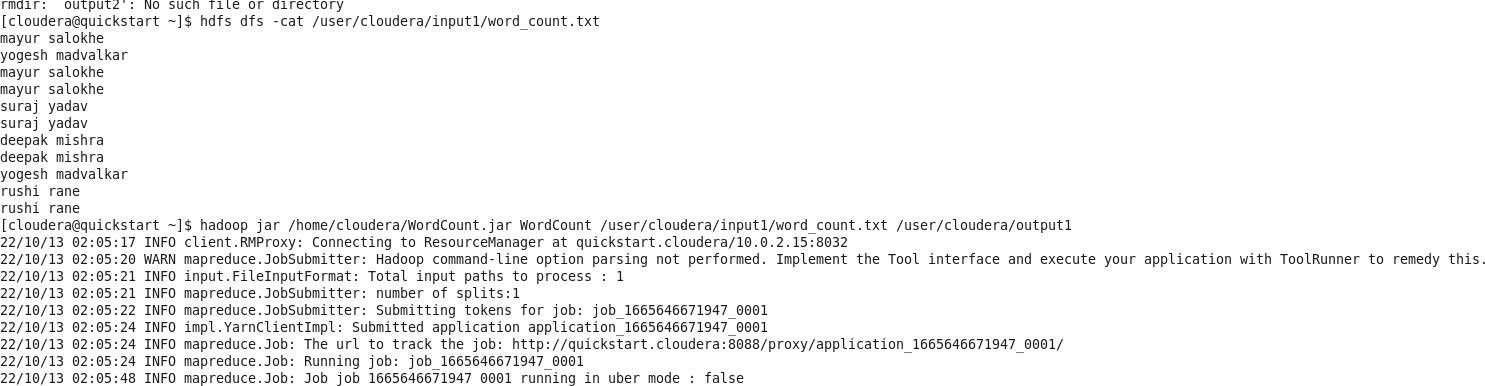 rmdir: `output2': No such file or directory
[cloudera@quickstart ~]$ hdfs dfs -cat /user/cloudera/input1/word_count.txt
mayur salokhe
yogesh madvalkar
mayur salokhe
mayur salokhe
suraj yadav
suraj yadav
deepak mishra
deepak mishra
yogesh madvalkar
rushi rane
rushi rane
[cloudera@quickstart ~]$ hadoop jar /home/cloudera/WordCount.jar WordCount /user/cloudera/input1/word_count.txt /user/cloudera/output1
22/10/13 02:05:17 INFO client.RMProxy: Connecting to ResourceManager at quickstart.cloudera/10.0.2.15:8032
22/10/13 02:05:20 WARN mapreduce.JobSubmitter: Hadoop command-line option parsing not performed. Implement the Tool interface and execute your application with ToolRunner to remedy this.
22/10/13 02:05:21 INFO input.FileInputFormat: Total input paths to process : 1
22/10/13 02:05:21 INFO mapreduce.JobSubmitter: number of splits:1
22/10/13 02:05:22 INFO mapreduce.JobSubmitter: Submitting tokens for job: job_1665646671947_0001
22/10/13 02:05:24 INFO impl.YarnClientImpl: Submitted application application_1665646671947_0001
22/10/13 02:05:24 INFO mapreduce.Job: The url to track the job: http://quickstart.cloudera:8088/proxy/application_1665646671947_0001/
22/10/13 02:05:24 INFO mapreduce.Job: Running job: job_1665646671947_0001
22/10/13 02:05:48 INFO mapreduce.Job: Job job_1665646671947_0001 running in uber mode : false